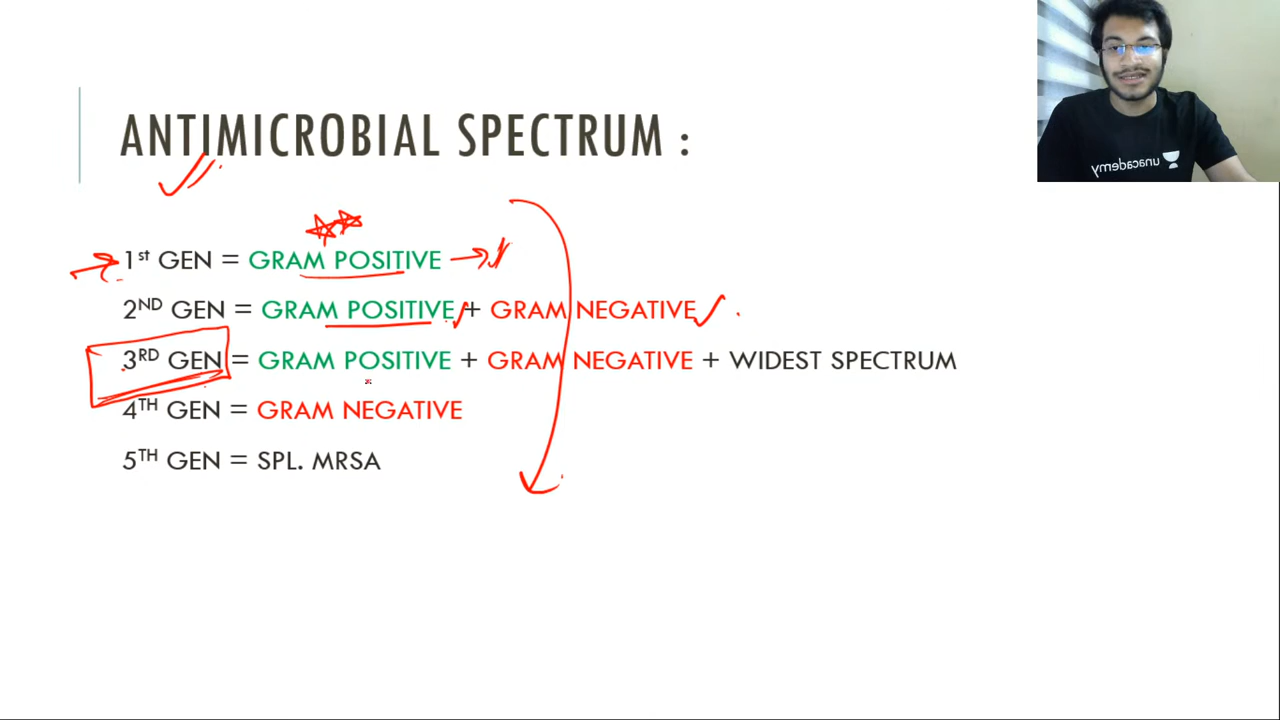 ANTIMICROBIAL SPECTRUM :
1st GEN = GRAM POSITIVE
2ND GEN = GRAM POSITIVE + GRAM NEGATIVE
3RD GEN = GRAM POSITIVE + GRAM NEGATIVE + WIDEST SPECTRUM
4TH GEN = GRAM NEGATIVE
5TH GEN = SPL. MRSA
unacademy